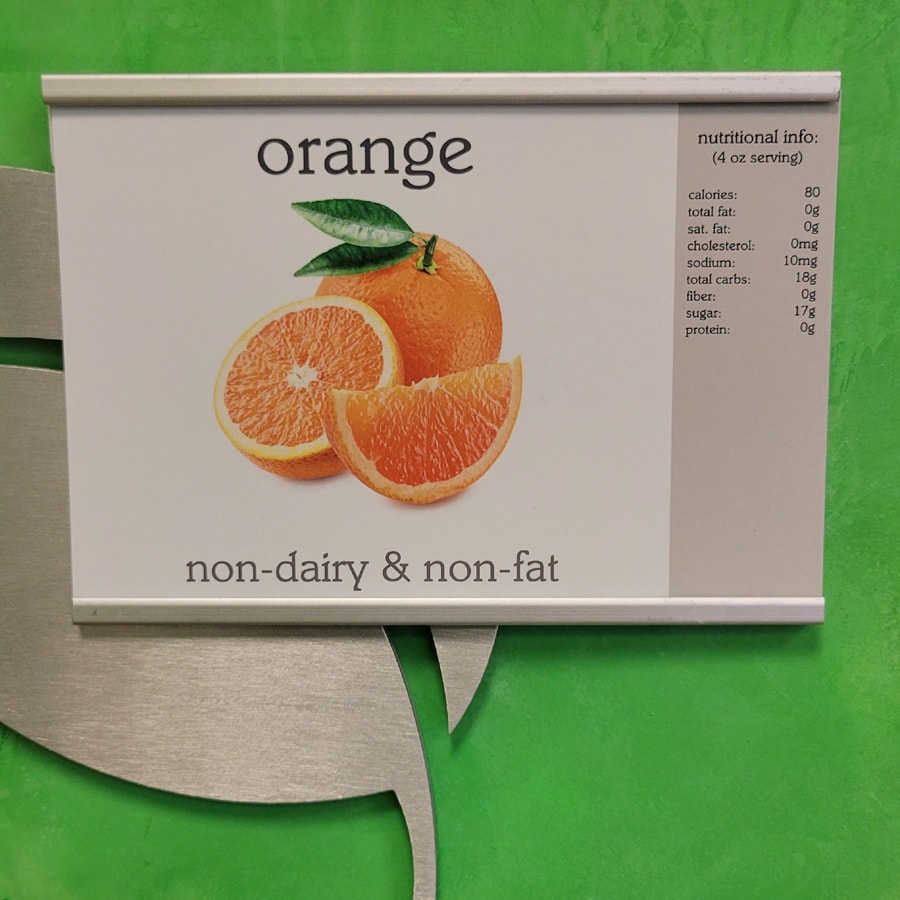 orange
non-dairy & non-fat
nutritional info:
(4 oz serving)
calories: 80
total fat: 0g
sat. fat: 0g
cholesterol: 0mg
sodium: 10mg
total carbs: 18g
fiber: 0g
sugar: 17g
protein: 0g